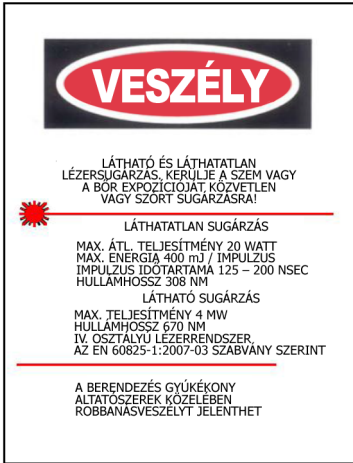 VESZÉLY
LÁTHATÓ ÉS LÁTHATATLAN
LÉZERSUGÁRZÁS. KERÜLJE A SZEM VAGY
A BŐR EXPOZÍCIÓJÁT KÖZVETLEN
VAGY SZÓRT SUGÁRZÁSRA!
LÁTHATATLAN SUGÁRZÁS
MAX. ÁTL. TELJESÍTMÉNY 20 WATT
MAX. ENERGIA 400 mJ / IMPULZUS
IMPULZUS IDŐTARTAMA 125 – 200 NSEC
HULLÁMHOSSZ 308 NM
LÁTHATÓ SUGÁRZÁS
MAX. TELJESÍTMÉNY 4 MW
HULLÁMHOSSZ 670 NM
IV. OSZTÁLYÚ LÉZERRENDSZER,
AZ EN 60825-1:2007-03 SZABVÁNY SZERINT
A BERENDEZÉS GYÚKÉKONY
ALTATÓSZEREK KÖZELÉBEN
ROBBANÁSVESZÉLYT JELENTHET